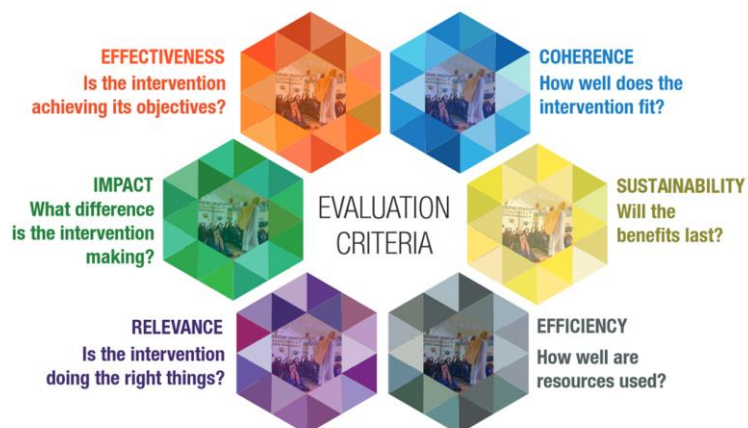 EFFECTIVENESS
Is the intervention
achieving its objectives?
COHERENCE
How well does the
intervention fit?
IMPACT
What difference
is the intervention
making?
EVALUATION
CRITERIA
SUSTAINABILITY
Will the
benefits last?
RELEVANCE
Is the intervention
doing the right things?
EFFICIENCY
How well are
resources used?